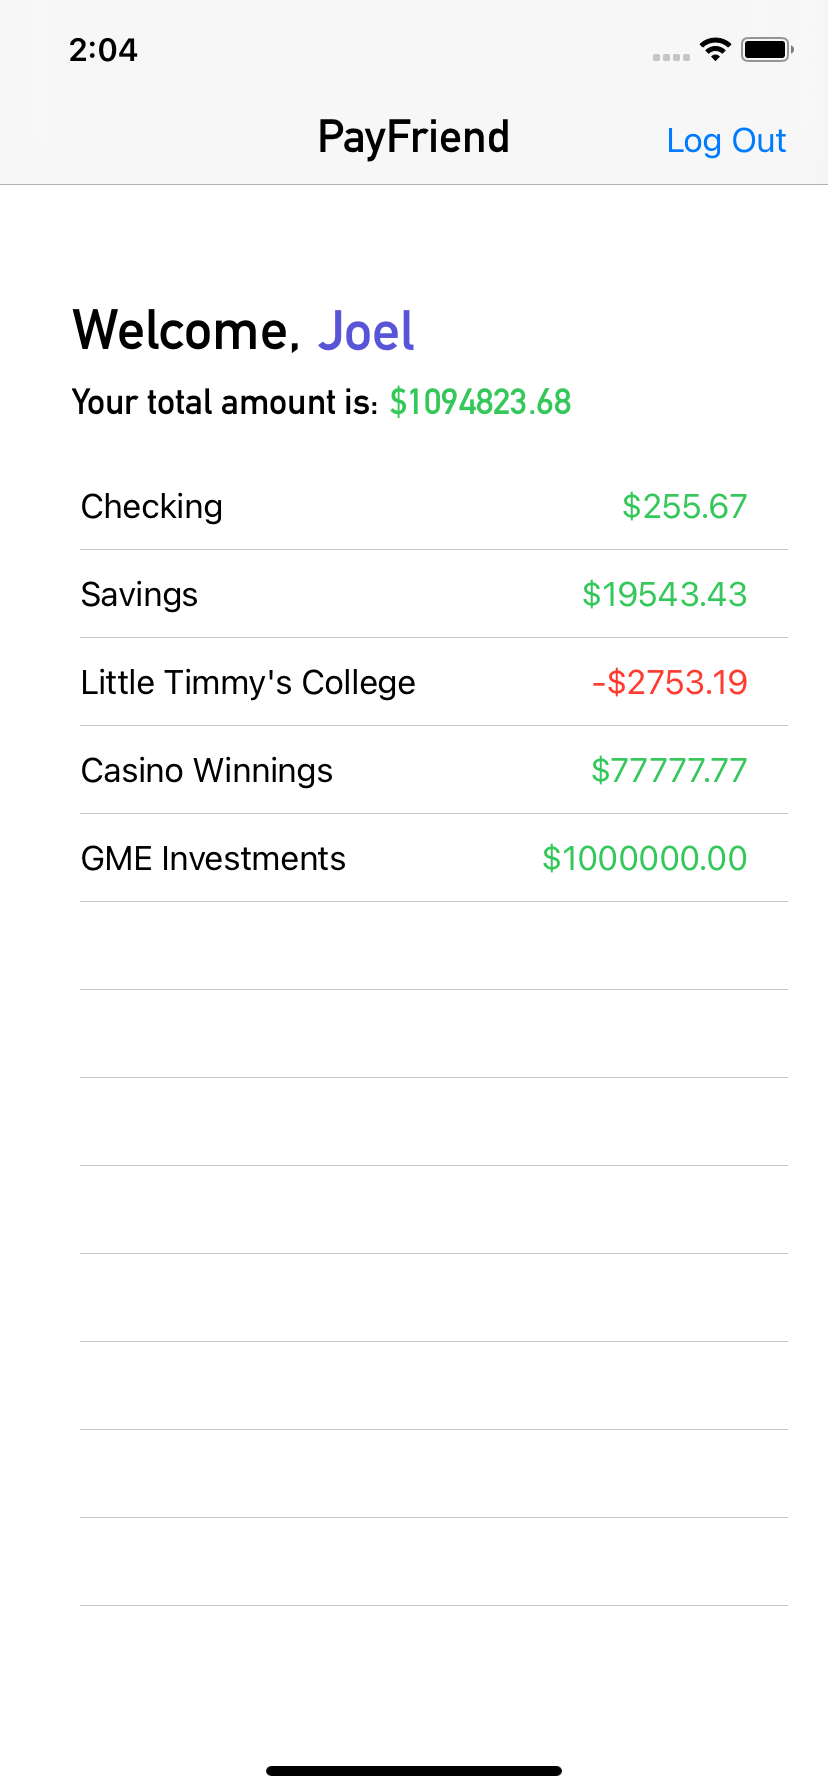 2:04
PayFriend Log Out
Welcome, Joel
Your total amount is: $1094823.68
Checking $255.67
Savings $19543.43
Little Timmy's College -$2753.19
Casino Winnings $77777.77
GME Investments $1000000.00